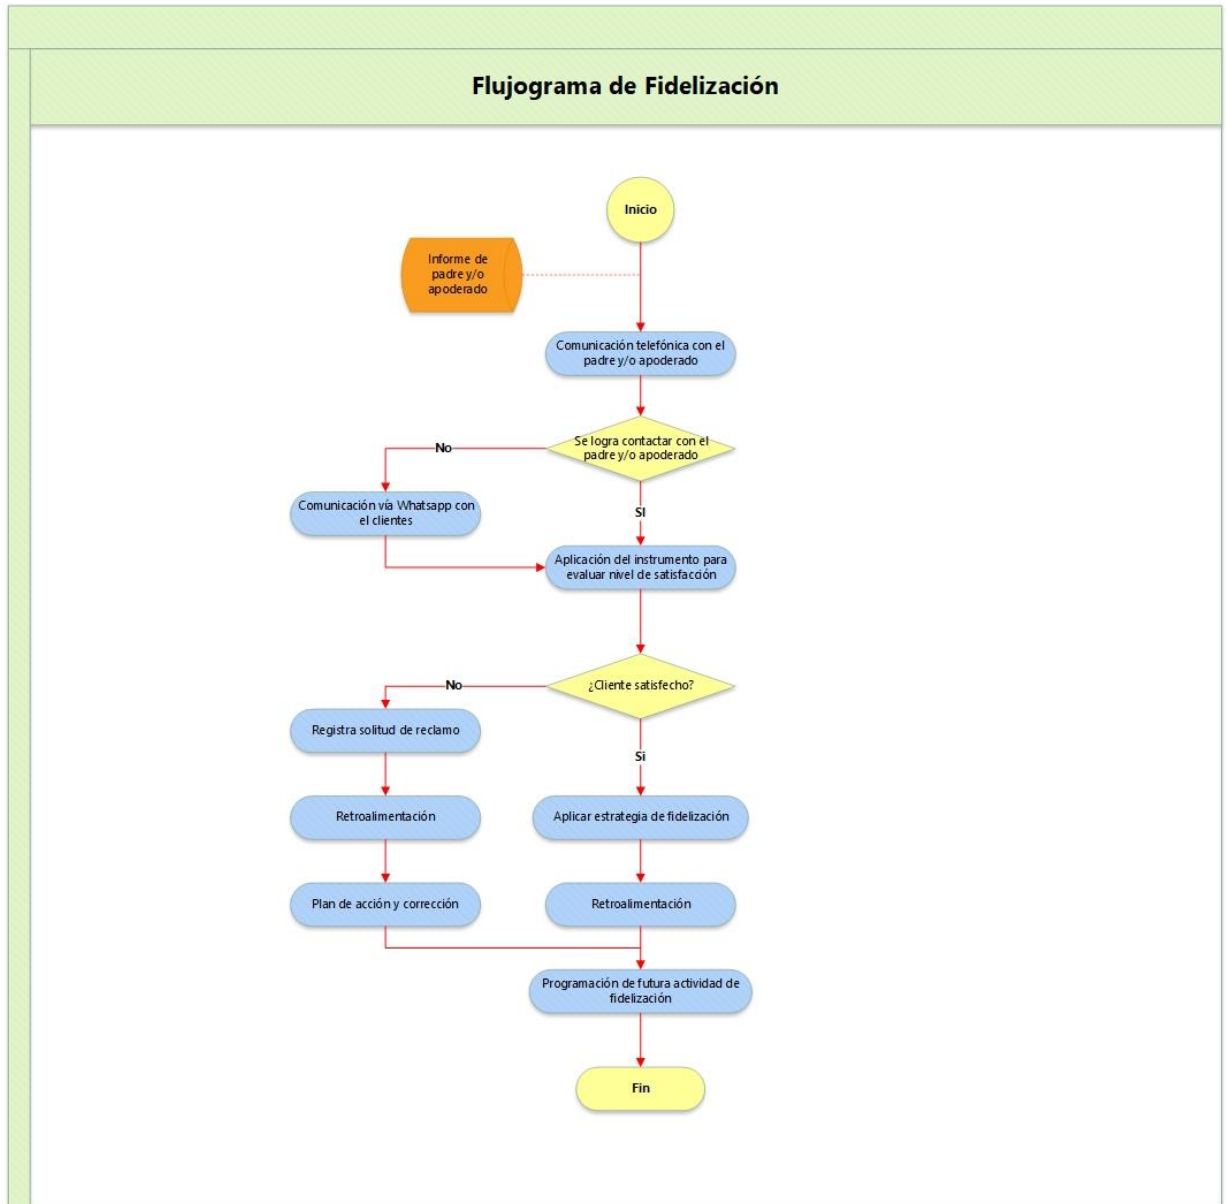 Flujograma de Fidelización
Inicio
Informe de
padre y/o
apoderado
Comunicación telefónica con el
padre y/o apoderado
Se logra contactar con el
padre y/o apoderado
No
Comunicación vía Whatsapp con
el clientes
SI
Aplicación del instrumento para
evaluar nivel de satisfacción
¿Cliente satisfecho?
No
Registra solitud de reclamo
Si
Retroalimentación
Aplicar estrategia de fidelización
Plan de acción y corrección
Retroalimentación
Programación de futura actividad de
fidelización
Fin